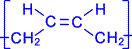 H H
C=C
CH₂ CH₂